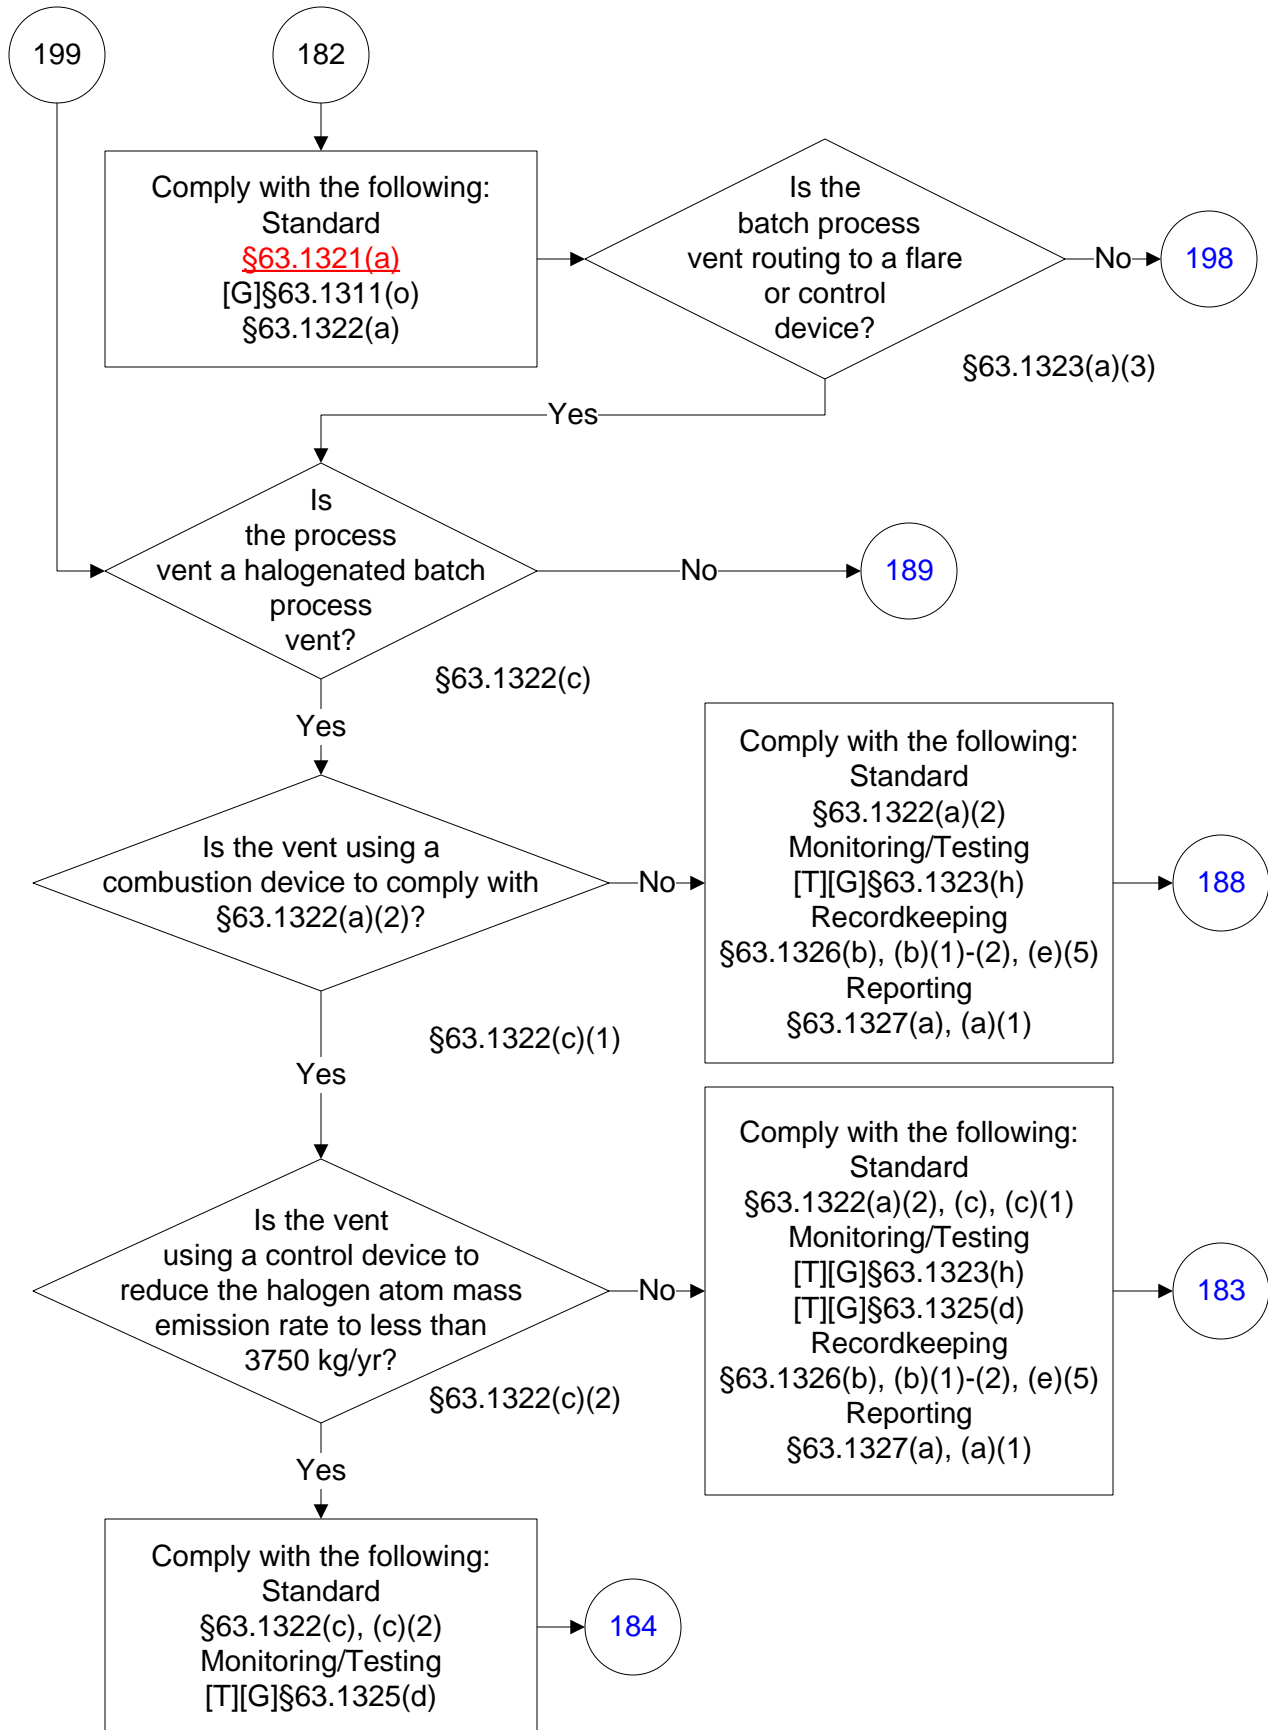 199
182
Comply with the following:
Standard
§63.1321(a)
[G]§63.1311(o)
§63.1322(a)
Is the
batch process
vent routing to a flare
or control
device?
No
198
§63.1323(a)(3)
Yes
Is
the process
vent a halogenated batch
process
vent?
No
189
§63.1322(c)
Yes
Is the vent using a
combustion device to comply with
§63.1322(a)(2)?
No
Comply with the following:
Standard
§63.1322(a)(2)
Monitoring/Testing
[T][G]§63.1323(h)
Recordkeeping
§63.1326(b), (b)(1)-(2), (e)(5)
Reporting
§63.1327(a), (a)(1)
188
§63.1322(c)(1)
Yes
Is the vent
using a control device to
reduce the halogen atom mass
emission rate to less than
3750 kg/yr?
No
Comply with the following:
Standard
§63.1322(a)(2), (c), (c)(1)
Monitoring/Testing
[T][G]§63.1323(h)
[T][G]§63.1325(d)
Recordkeeping
§63.1326(b), (b)(1)-(2), (e)(5)
Reporting
§63.1327(a), (a)(1)
183
§63.1322(c)(2)
Yes
Comply with the following:
Standard
§63.1322(c), (c)(2)
Monitoring/Testing
[T][G]§63.1325(d)
184